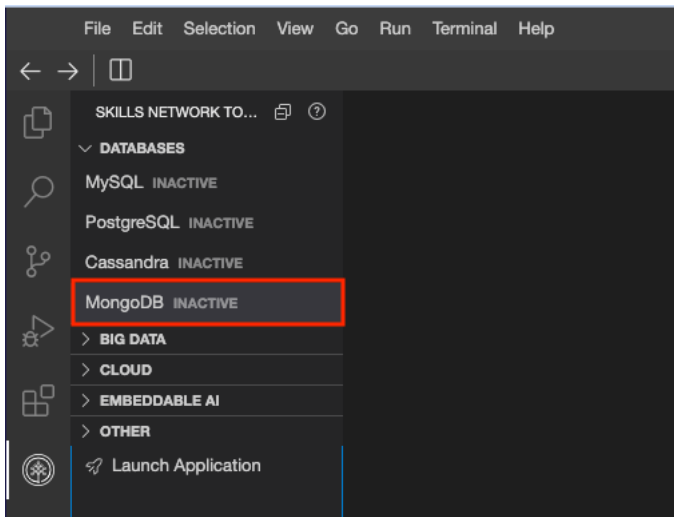 File Edit Selection View Go Run Terminal Help
SKILLS NETWORK TO...
DATABASES
MySQL INACTIVE
PostgreSQL INACTIVE
Cassandra INACTIVE
MongoDB INACTIVE
BIG DATA
CLOUD
EMBEDDABLE AI
OTHER
Launch Application